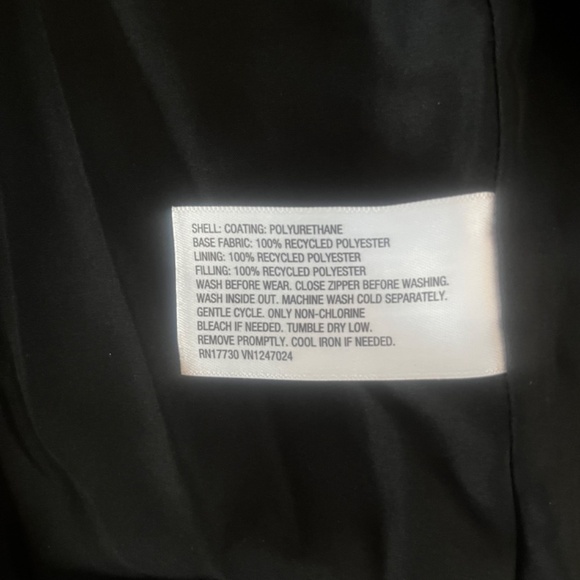 SHELL: COATING: POLYURETHANE
BASE FABRIC: 100% RECYCLED POLYESTER
LINING: 100% RECYCLED POLYESTER
FILLING: 100% RECYCLED POLYESTER
WASH BEFORE WEAR. CLOSE ZIPPER BEFORE WASHING.
WASH INSIDE OUT. MACHINE WASH COLD SEPARATELY.
GENTLE CYCLE. ONLY NON-CHLORINE
BLEACH IF NEEDED. TUMBLE DRY LOW.
REMOVE PROMPTLY. COOL IRON IF NEEDED.
RN17730 VN1247024